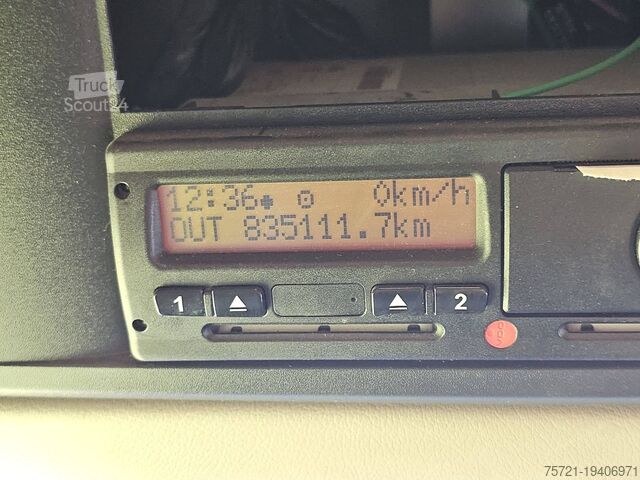 Truck
Scout24
12:36 0km/h
OUT 835111.7km
1 2
75721-19406971